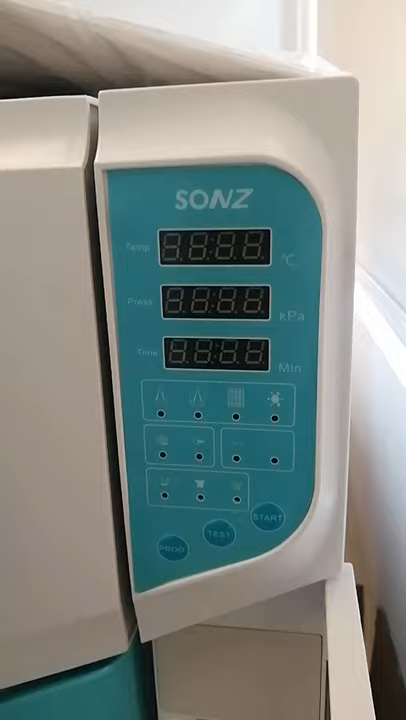 SONZ
Temp °C
Press kPa
Time Min
PROG TEST START